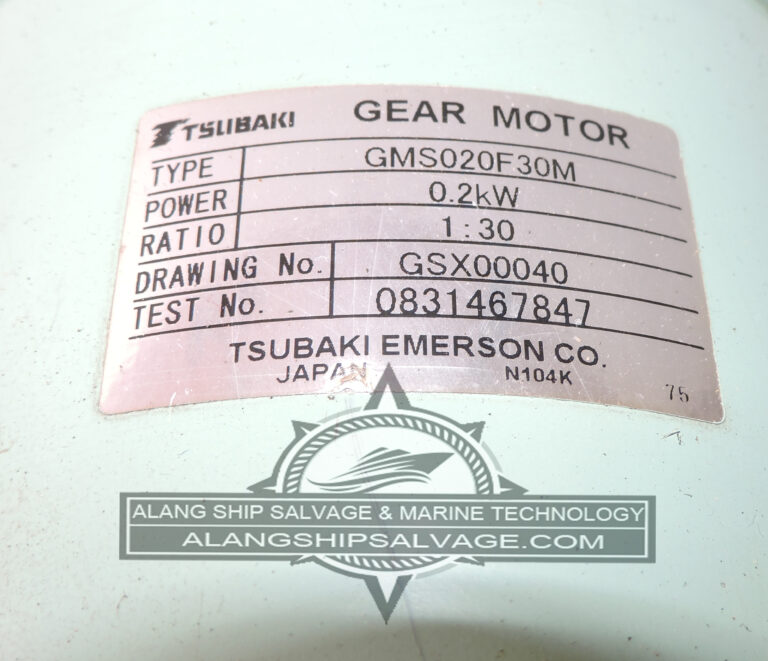 TSUBAKI GEAR MOTOR
TYPE GMS020F30M
POWER 0.2kW
RATIO 1:30
DRAWING No. GSX00040
TEST No. 0831467847
TSUBAKI EMERSON CO.
JAPAN N104K 75
ALANG SHIP SALVAGE & MARINE TECHNOLOGY
ALANGSHIPSALVAGE.COM